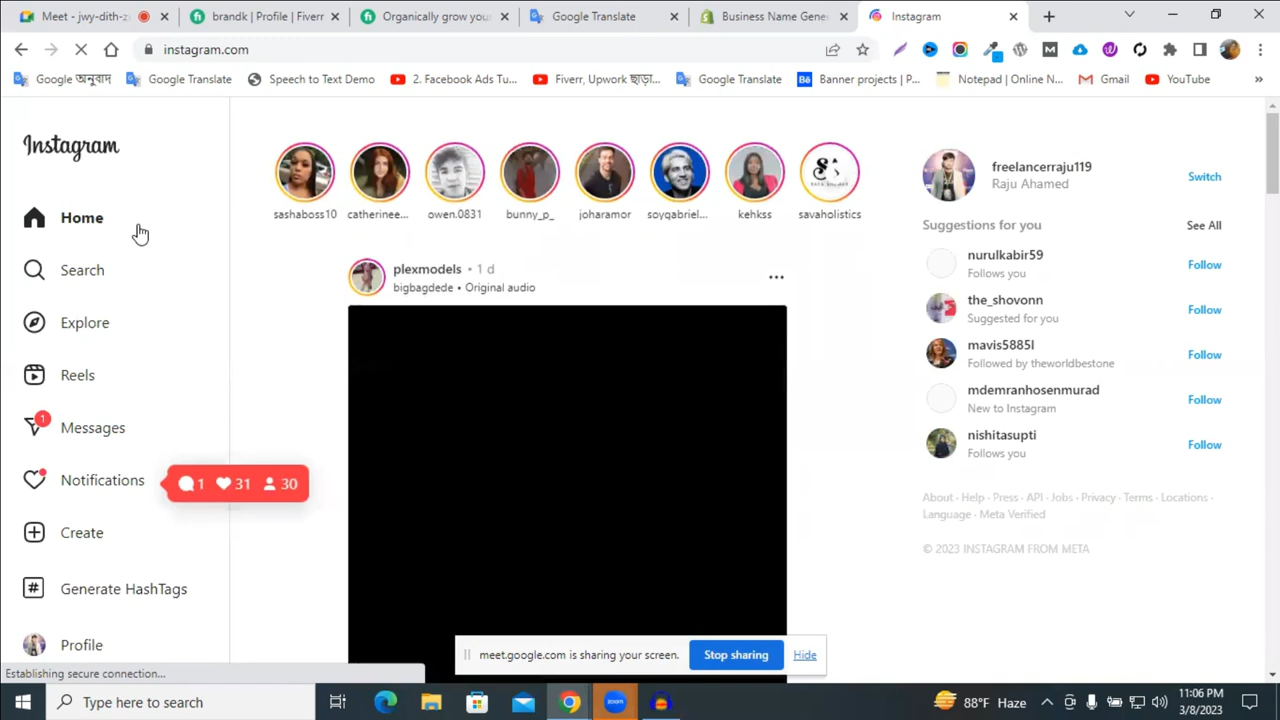 Meet - jwy-dith-z
brandk | Profile | Fiverr
Organically grow your
Google Translate
Business Name Gene
Instagram
instagram.com
Google অনুবাদ
Google Translate
Speech to Text Demo
2. Facebook Ads Tu...
Fiverr, Upwork ছাড়া...
Google Translate
Banner projects | P...
Notepad | Online N...
Gmail
YouTube
»
Instagram
Home
Search
Explore
Reels
1
Messages
Notifications
1 31 30
Create
Generate HashTags
Profile
sashaboss10
catherinee...
owen.0831
bunny_p_
joharamor
soygabriel...
kehkss
savaholistics
plexmodels • 1 d
bigbagdede • Original audio
freelancerraju119
Raju Ahamed
Switch
Suggestions for you
See All
nurulkabir59
Follows you
Follow
the_shovonn
Suggested for you
Follow
mavis5885l
Followed by theworldbestone
Follow
mdemranhosenmurad
New to Instagram
Follow
nishitasupti
Follows you
Follow
About · Help · Press · API · Jobs · Privacy · Terms · Locations ·
Language · Meta Verified
© 2023 INSTAGRAM FROM META
meet.google.com is sharing your screen.
Stop sharing
Hide
Establishing secure connection...
Type here to search
zoom
88°F Haze
11:06 PM
3/8/2023